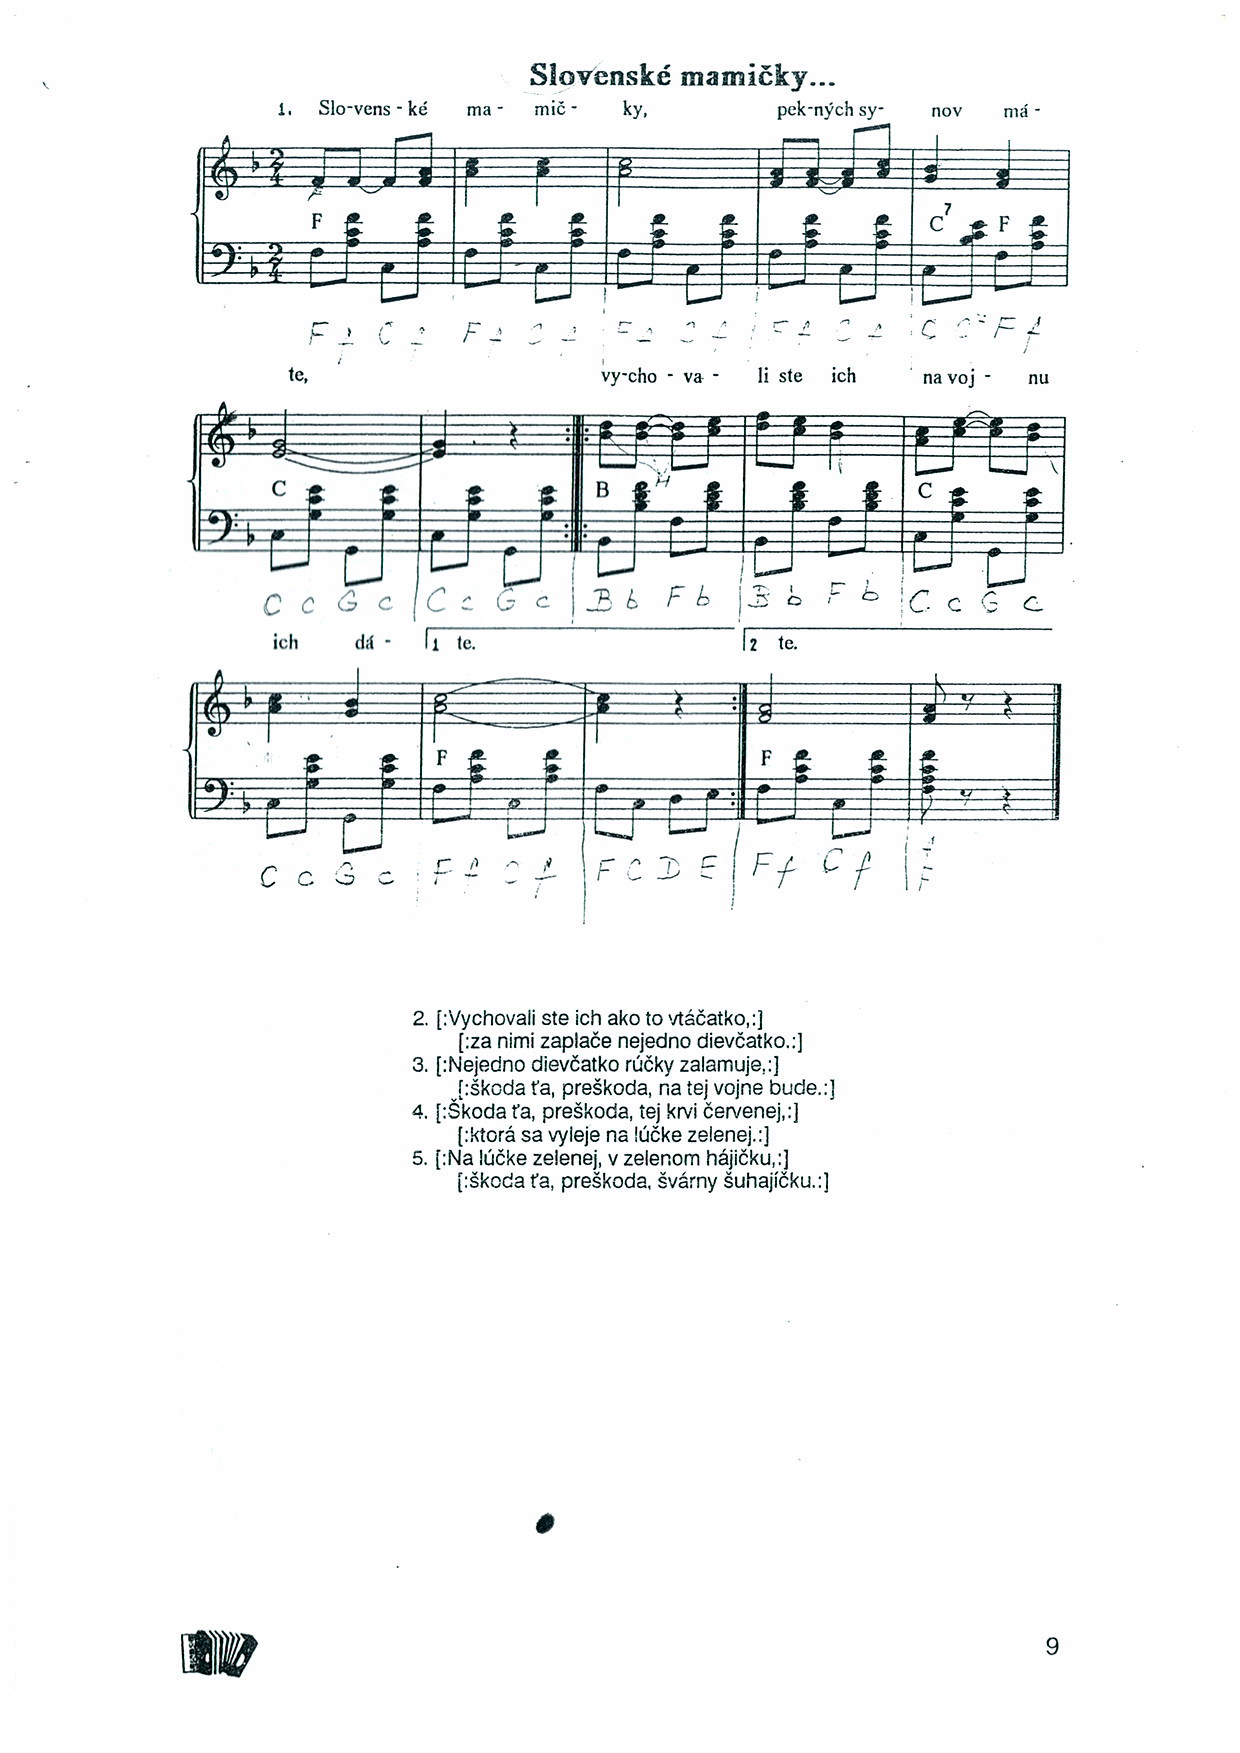 Slovenské mamičky...
1. Slo-vens - ké ma - mič - ky, pek-ných sy- nov má -
F C7 F
F f C f F f C f F f C f F f C f C C7 F f
te, vy-cho - va - li ste ich na voj - nu
H
C B C
C c G c C c G c B b F b B b F b C c G c
ich dá - 1 te. 2 te.
F F
C c G c F f C f F C D E F f C f f F
2. [:Vychovali ste ich ako to vtáčatko,:]
[:za nimi zaplače nejedno dievčatko.:]
3. [:Nejedno dievčatko rúčky zalamuje,:]
[:škoda ťa, preškoda, na tej vojne bude.:]
4. [:Škoda ťa, preškoda, tej krvi červenej,:]
[:ktorá sa vyleje na lúčke zelenej.:]
5. [:Na lúčke zelenej, v zelenom hájičku,:]
[:škoda ťa, preškoda, švárny šuhajíčku.:]
9